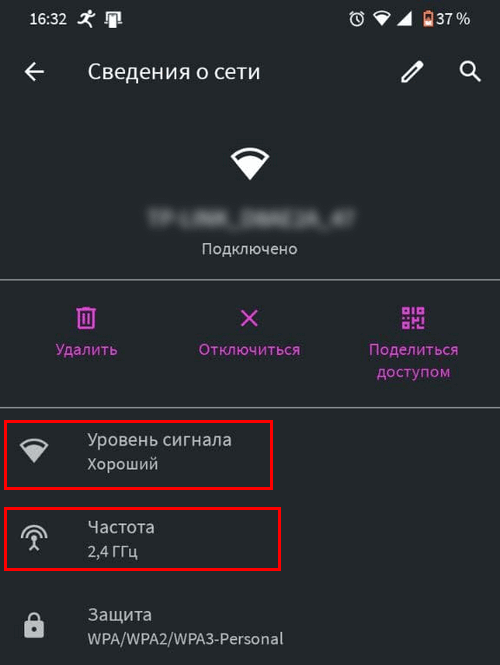 16:32 37 %
Сведения о сети
Подключено
Удалить Отключиться Поделиться
доступом
Уровень сигнала
Хороший
Частота
2,4 ГГц
Защита
WPA/WPA2/WPA3-Personal